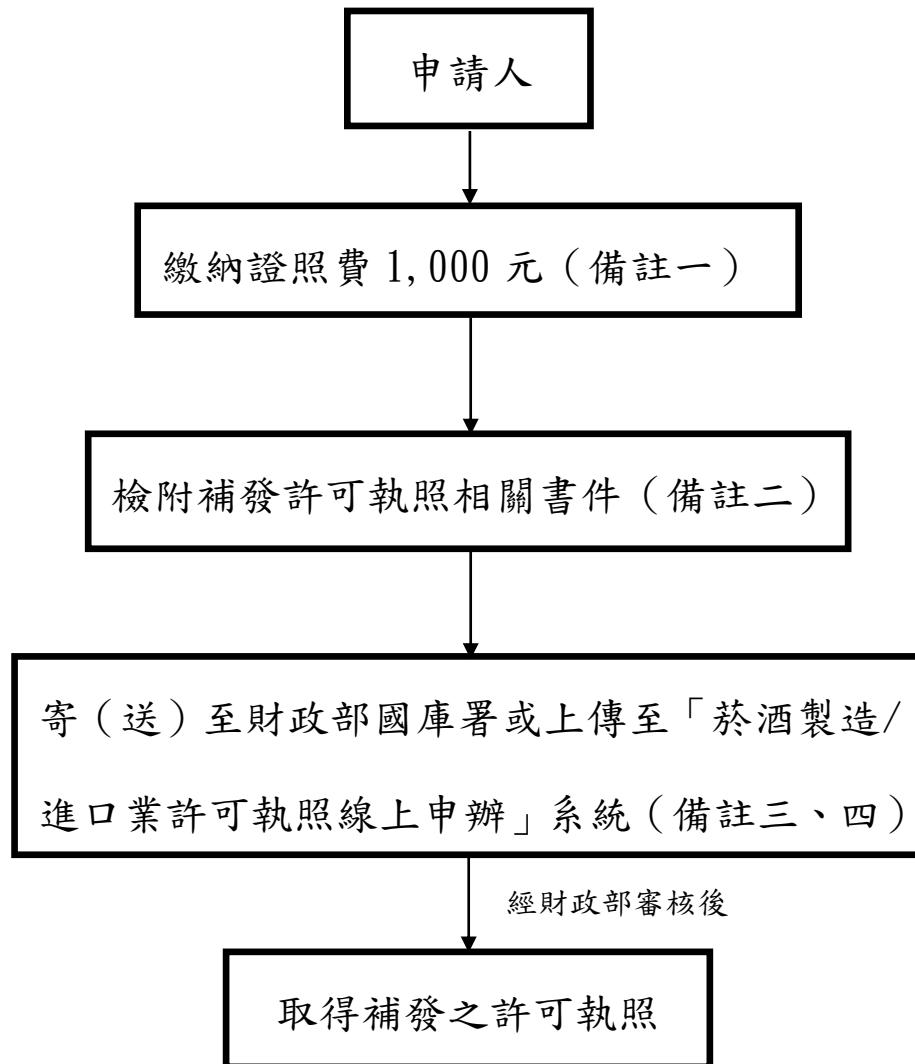 申請人
繳納證照費 1,000 元（備註一）
檢附補發許可執照相關書件（備註二）
寄（送）至財政部國庫署或上傳至「菸酒製造/
進口業許可執照線上申辦」系統（備註三、四）
經財政部審核後
取得補發之許可執照